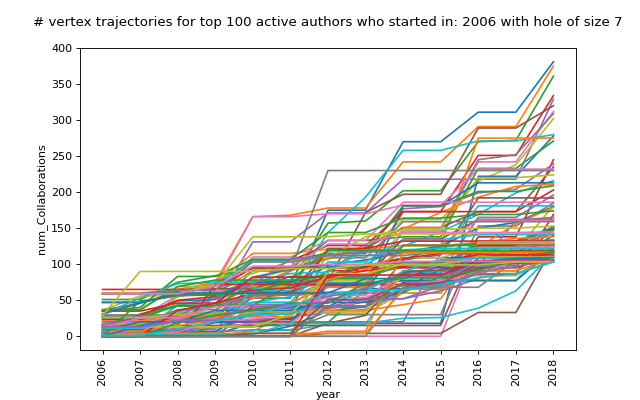 # vertex trajectories for top 100 active authors who started in: 2006 with hole of size 7
400
350
300
250
200
150
100
50
0
num_Collaborations
2006 2007 2008 2009 2010 2011 2012 2013 2014 2015 2016 2017 2018
year